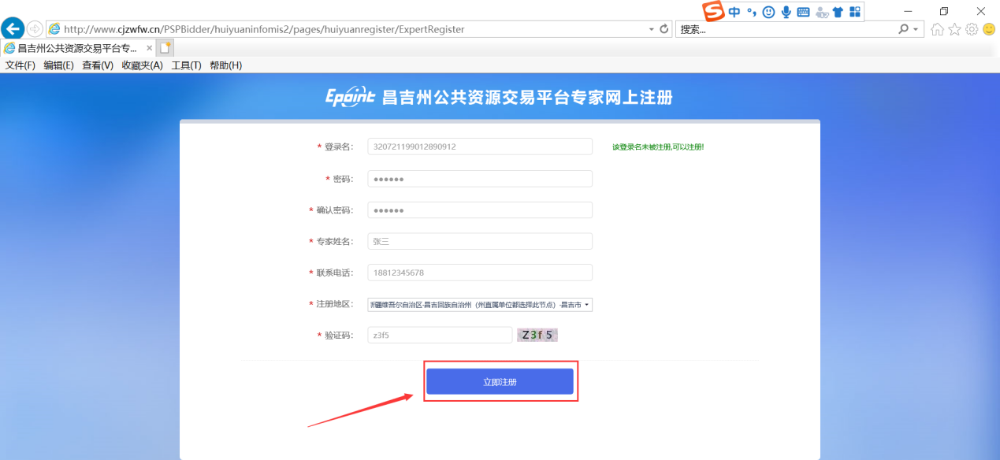 中
http://www.cjzwfw.cn/PSPBidder/huiyuaninfomis2/pages/huiyuanregister/ExpertRegister
搜索...
昌吉州公共资源交易平台专...
文件(F) 编辑(E) 查看(V) 收藏夹(A) 工具(T) 帮助(H)
Epoint 昌吉州公共资源交易平台专家网上注册
* 登录名: 320721199012890912 该登录名未被注册,可以注册!
* 密码: ●●●●●●
* 确认密码: ●●●●●●
* 专家姓名: 张三
* 联系电话: 18812345678
* 注册地区: 新疆维吾尔自治区-昌吉回族自治州（州直属单位都选择此节点）-昌吉市
* 验证码: z3f5 Z3f5
立即注册